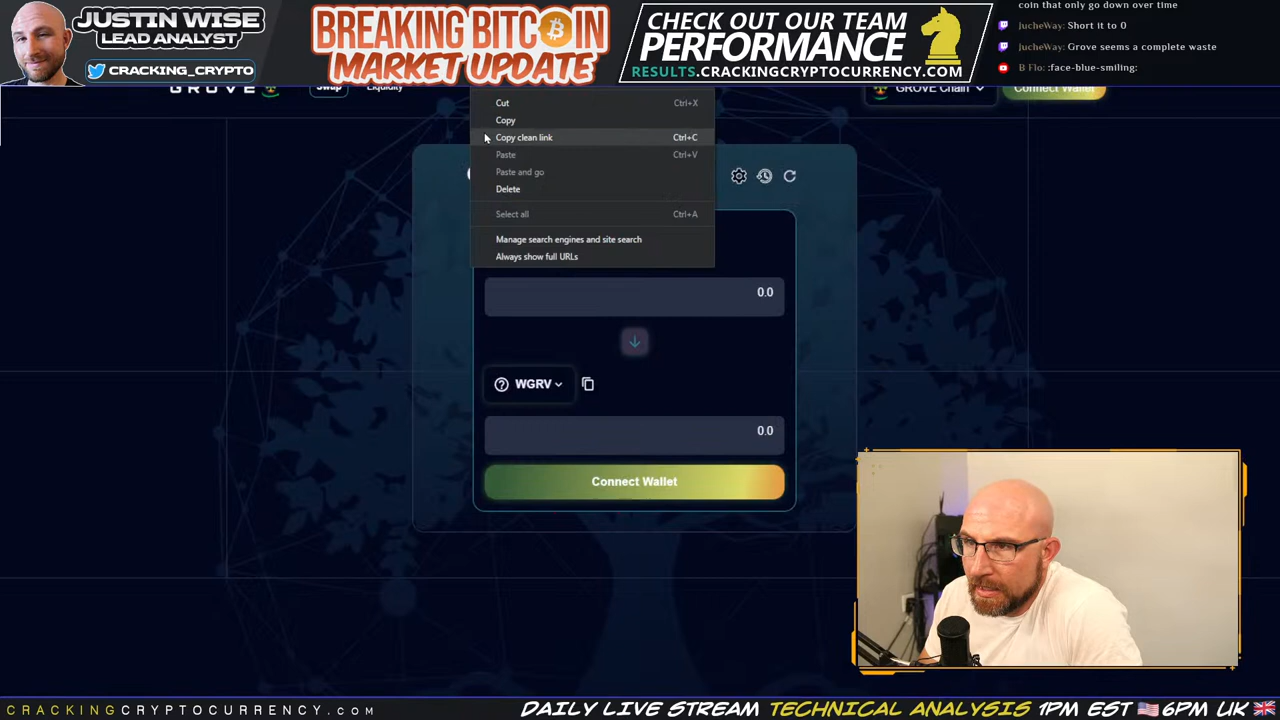 JUSTIN WISE
LEAD ANALYST
CRACKING_CRYPTO
BREAKING BITCOIN
MARKET UPDATE
CHECK OUT OUR TEAM
PERFORMANCE
RESULTS.CRACKINGCRYPTOCURRENCY.COM
coin that only go down over time
JucheWay: Short it to 0
JucheWay: Grove seems a complete waste
B Flo: :face-blue-smiling:
GROVE
Swap
Liquidity
GROVE Chain
Connect Wallet
Cut Ctrl+X
Copy
Copy clean link Ctrl+C
Paste Ctrl+V
Paste and go
Delete
Select all Ctrl+A
Manage search engines and site search
Always show full URLs
0.0
WGRV
0.0
Connect Wallet
CRACKINGCRYPTOCURRENCY.com
DAILY LIVE STREAM TECHNICAL ANALYSIS 1PM EST 6PM UK